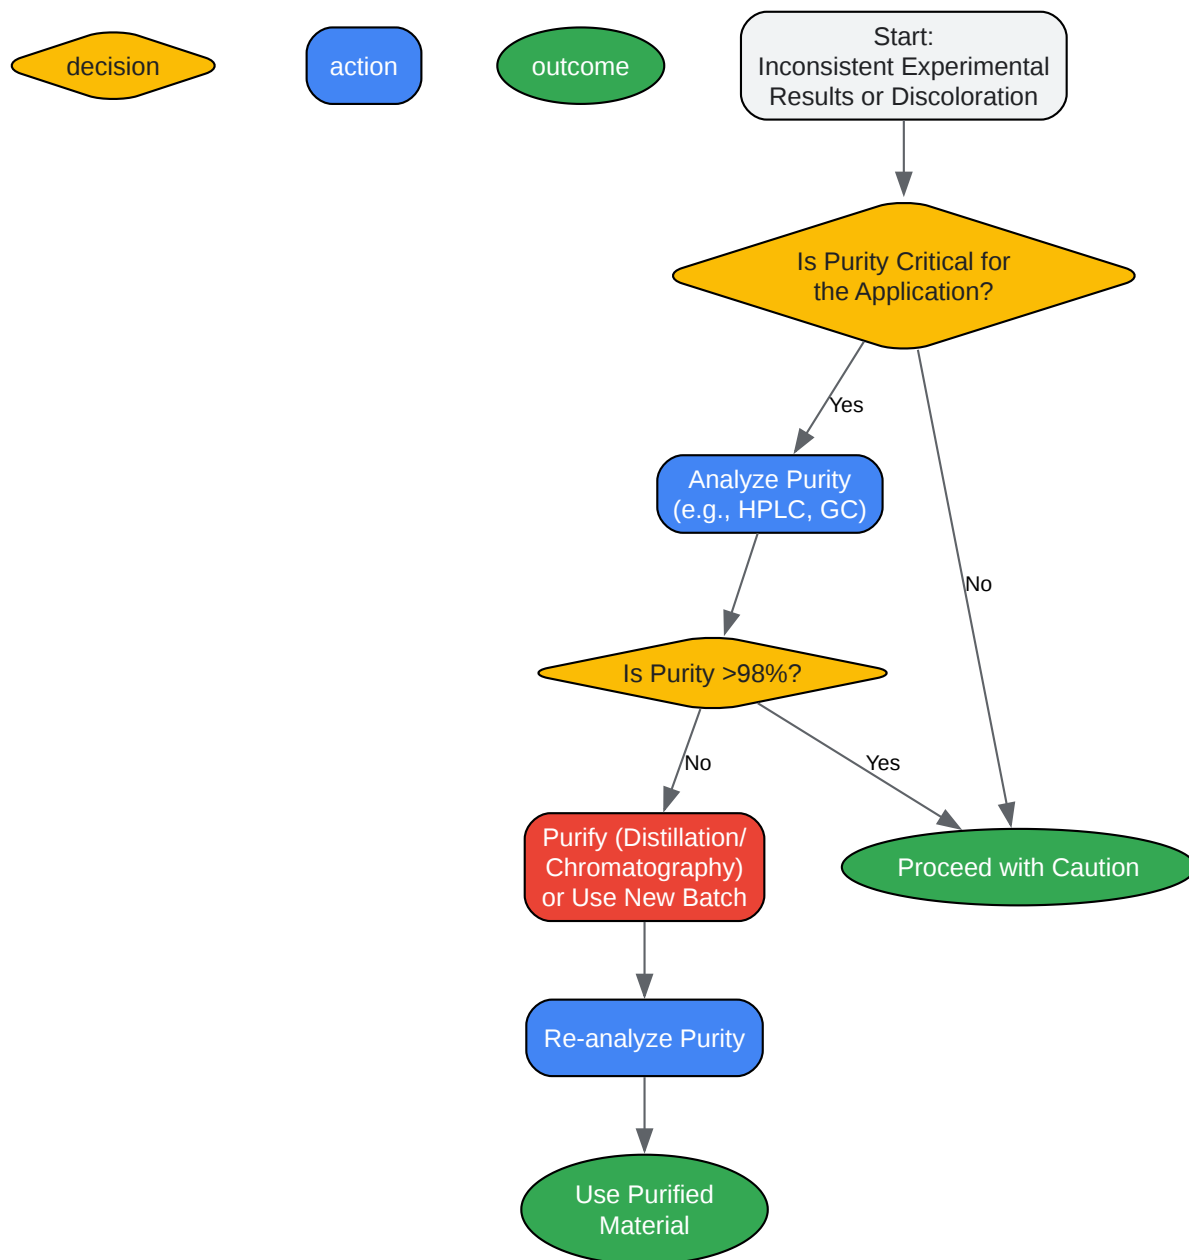 decision
action
outcome
Start:
Inconsistent Experimental
Results or Discoloration
Is Purity Critical for
the Application?
Yes
Analyze Purity
(e.g., HPLC, GC)
No
Is Purity >98%?
No
Yes
Purify (Distillation/
Chromatography)
or Use New Batch
Proceed with Caution
Re-analyze Purity
Use Purified
Material